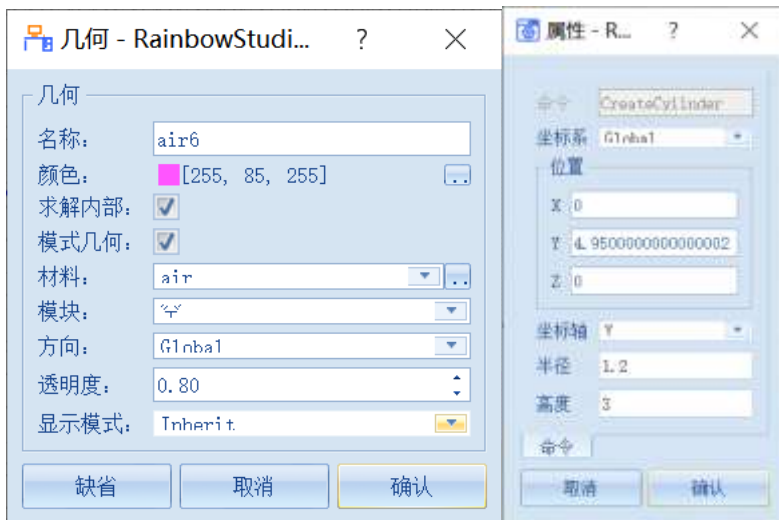 几何 - RainbowStudi... ?
几何
名称： air6
颜色： [255, 85, 255] ..
求解内部：
模式几何：
材料： air ..
模块：
方向： Global
透明度： 0.80
显示模式： Inherit
缺省 取消 确认
属性 - R... ?
命令 CreateCylinder
坐标系 Global
位置
X 0
Y 4.9500000000000002
Z 0
坐标轴 Y
半径 1.2
高度 3
命令
取消 确认